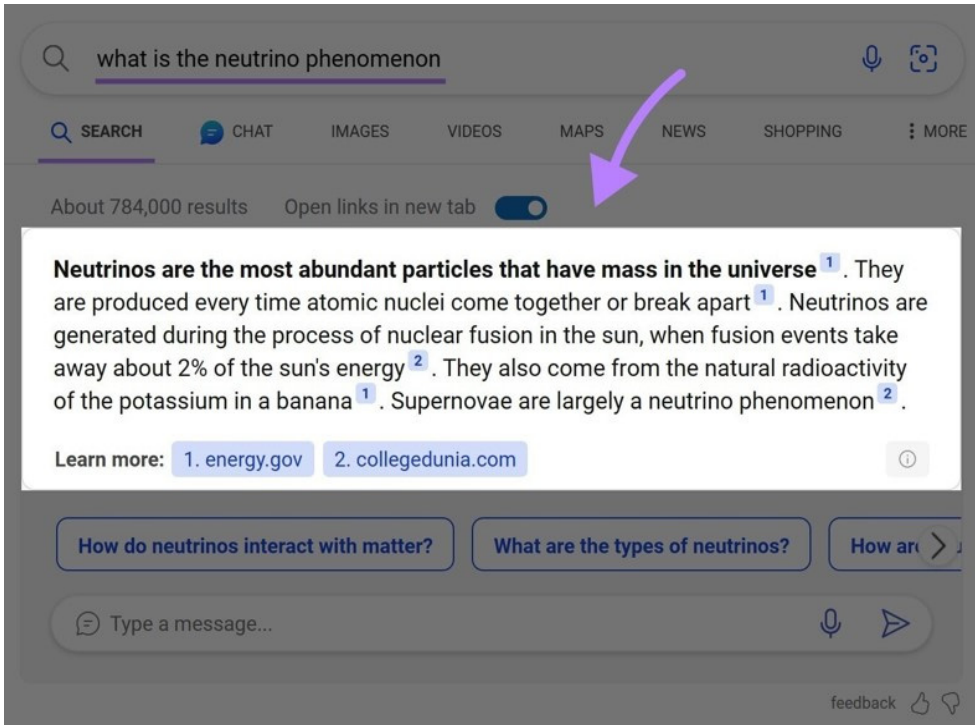 what is the neutrino phenomenon
SEARCH CHAT IMAGES VIDEOS MAPS NEWS SHOPPING MORE
About 784,000 results Open links in new tab
Neutrinos are the most abundant particles that have mass in the universe 1 . They
are produced every time atomic nuclei come together or break apart 1 . Neutrinos are
generated during the process of nuclear fusion in the sun, when fusion events take
away about 2% of the sun's energy 2 . They also come from the natural radioactivity
of the potassium in a banana 1 . Supernovae are largely a neutrino phenomenon 2 .
Learn more: 1. energy.gov 2. collegedunia.com
How do neutrinos interact with matter? What are the types of neutrinos? How
Type a message...
feedback